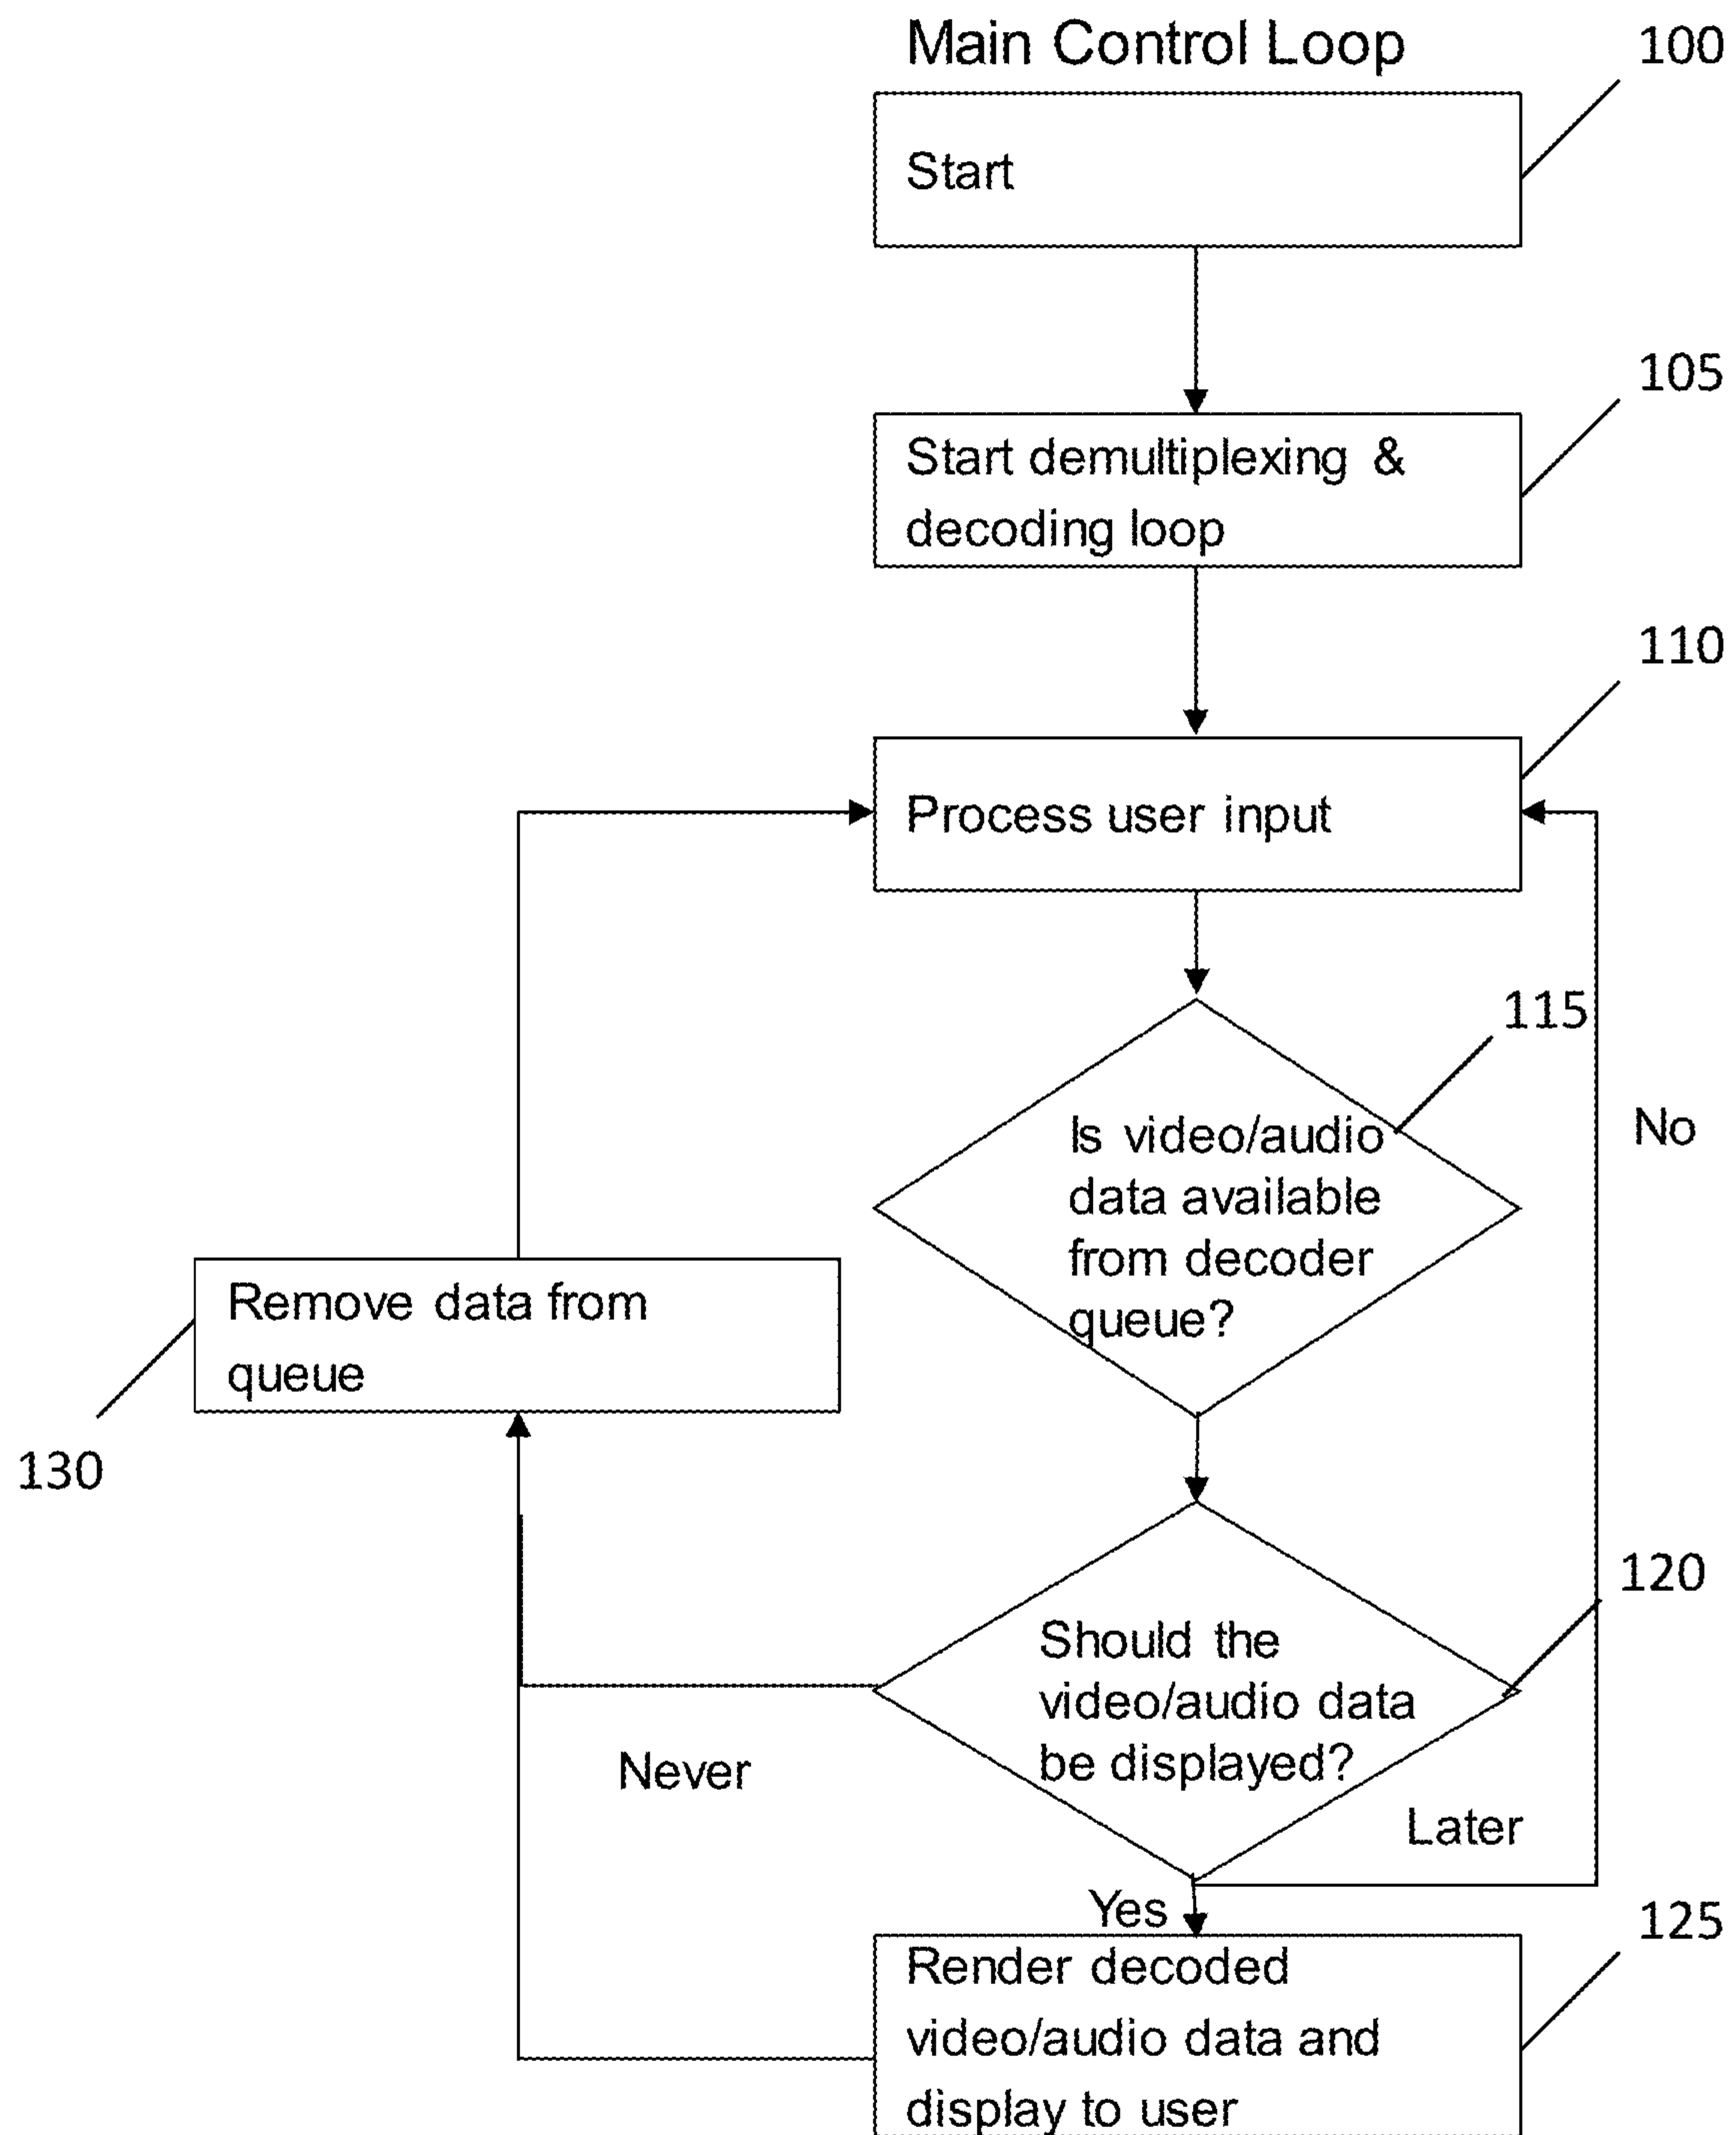 Main Control Loop
100
Start
105
Start demultiplexing &
decoding loop
110
Process user input
115
Is video/audio
data available
from decoder
queue?
No
Remove data from
queue
130
120
Should the
video/audio data
be displayed?
Never
Later
Yes
125
Render decoded
video/audio data and
display to user